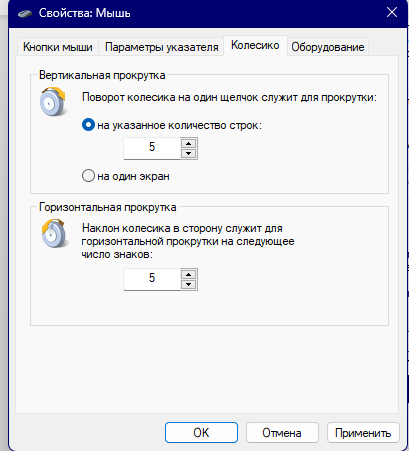 Свойства: Мышь
Кнопки мыши Параметры указателя Колесико Оборудование
Вертикальная прокрутка
Поворот колесика на один щелчок служит для прокрутки:
на указанное количество строк:
5
на один экран
Горизонтальная прокрутка
Наклон колесика в сторону служит для
горизонтальной прокрутки на следующее
число знаков:
5
OK Отмена Применить